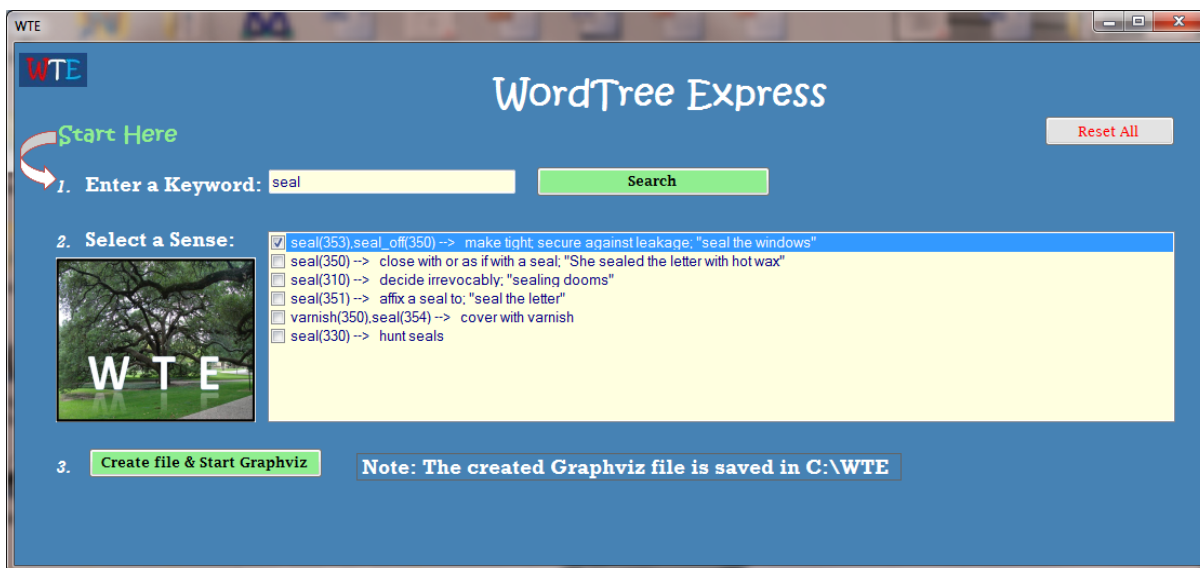 WTE
WTE
WordTree Express
Start Here
Reset All
1. Enter a Keyword: seal Search
2. Select a Sense:
seal(353),seal_off(350) --> make tight; secure against leakage; "seal the windows"
seal(350) --> close with or as if with a seal; "She sealed the letter with hot wax"
seal(310) --> decide irrevocably; "sealing dooms"
seal(351) --> affix a seal to; "seal the letter"
varnish(350),seal(354) --> cover with varnish
seal(330) --> hunt seals
W T E
3. Create file & Start Graphviz Note: The created Graphviz file is saved in C:\WTE